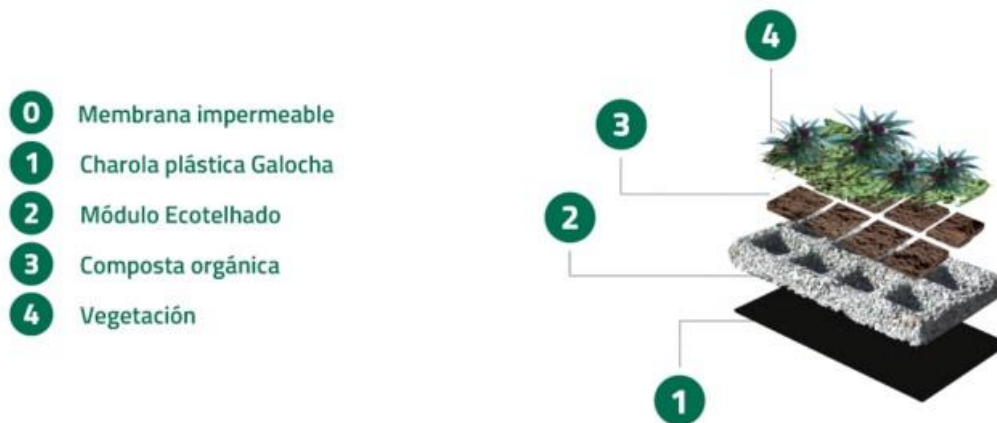 0 Membrana impermeable
1 Charola plástica Galocha
2 Módulo Ecotelhado
3 Composta orgánica
4 Vegetación
4
3
2
1